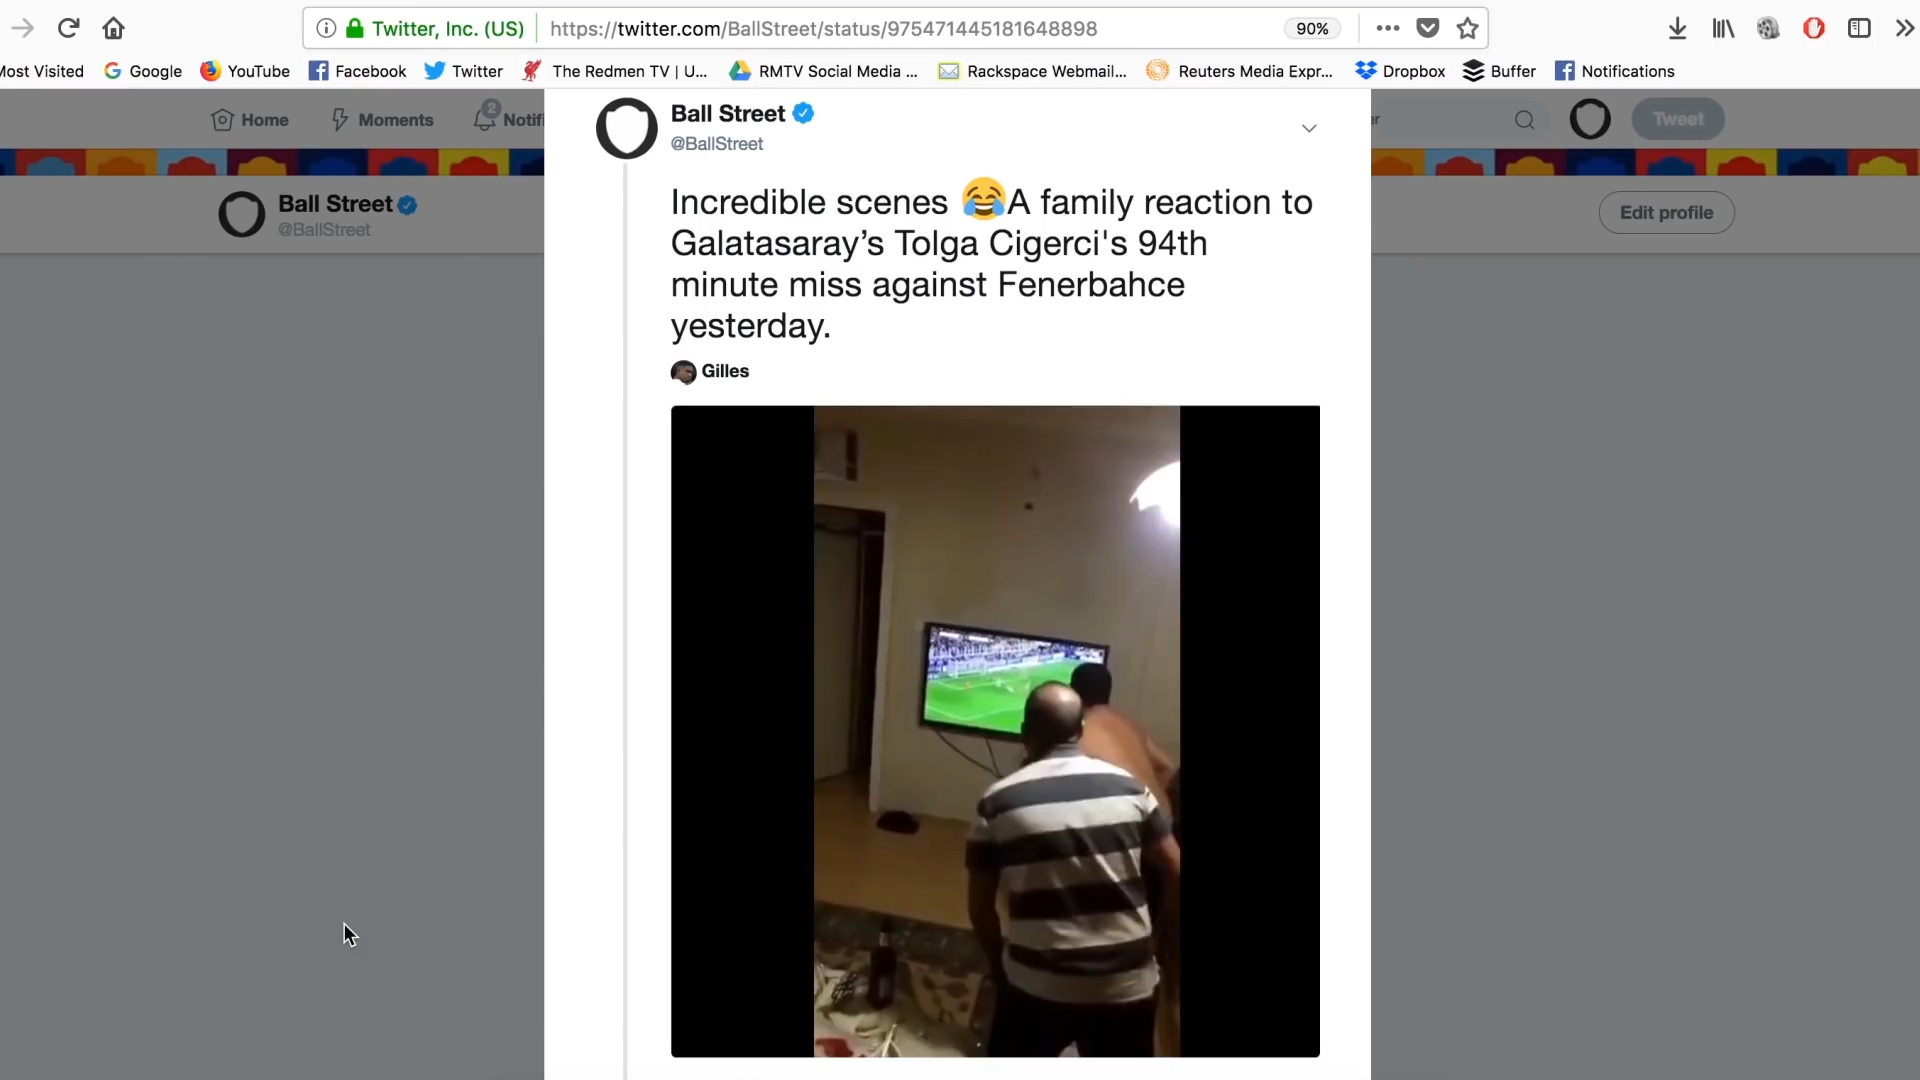 Twitter, Inc. (US) https://twitter.com/BallStreet/status/975471445181648898 90%
Most Visited Google YouTube Facebook Twitter The Redmen TV | U... RMTV Social Media ... Rackspace Webmail... Reuters Media Expr... Dropbox Buffer Notifications
Home Moments 2 Notifi Tweet
Ball Street
@BallStreet
Edit profile
Ball Street
@BallStreet
Incredible scenes 😂A family reaction to
Galatasaray’s Tolga Cigerci's 94th
minute miss against Fenerbahce
yesterday.
Gilles